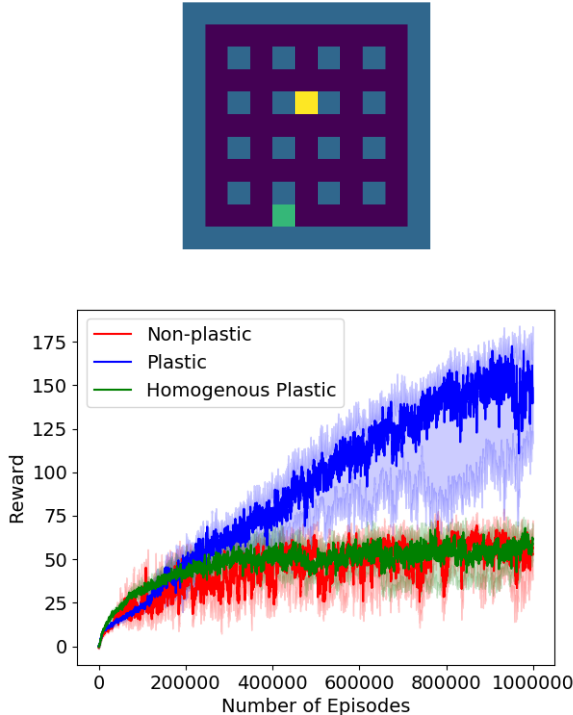 Non-plastic
Plastic
Homogenous Plastic
175
150
125
100
75
50
25
0
Reward
0 200000 400000 600000 800000 1000000
Number of Episodes